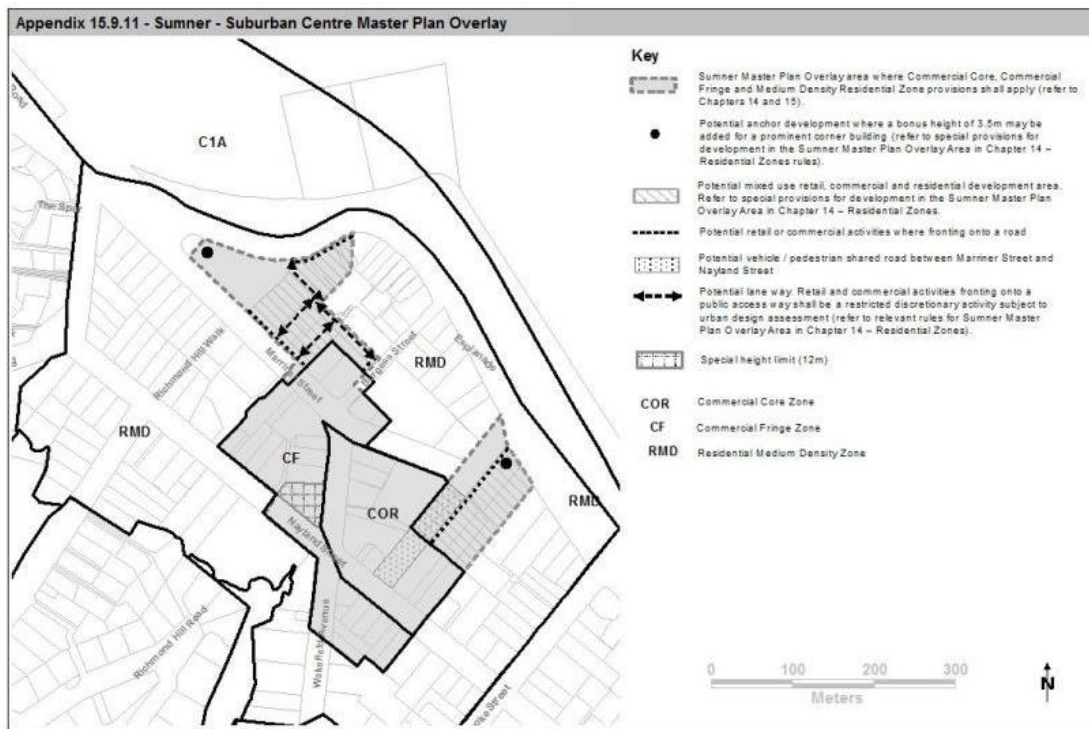 Appendix 15.9.11 - Sumner - Suburban Centre Master Plan Overlay
Key
Sumner Master Plan Overlay area where Commercial Core, Commercial
Fringe and Medium Density Residential Zone provisions shall apply (refer to
Chapters 14 and 15).
Potential anchor development where a bonus height of 3.5m may be
added for a prominent corner building (refer to special provisions for
development in the Sumner Master Plan Overlay Area in Chapter 14 –
Residential Zones rules).
Potential mixed use retail, commercial and residential development area.
Refer to special provisions for development in the Sumner Master Plan
Overlay Area in Chapter 14 – Residential Zones.
Potential retail or commercial activities where fronting onto a road
Potential vehicle / pedestrian shared road between Marriner Street and
Nayland Street
Potential lane way. Retail and commercial activities fronting onto a
public access way shall be a restricted discretionary activity subject to
urban design assessment (refer to relevant rules for Sumner Master
Plan Overlay Area in Chapter 14 – Residential Zones).
Special height limit (12m)
COR Commercial Core Zone
CF Commercial Fringe Zone
RMD Residential Medium Density Zone
Road
C1A
The Spur
Richmond Hill Walk
Marriner Street
Street
Esplanade
RMD
RMD
CF
COR
RMD
Nayland Street
Wakefield Avenue
Richmond Hill Road
Street
0 100 200 300
Meters
N